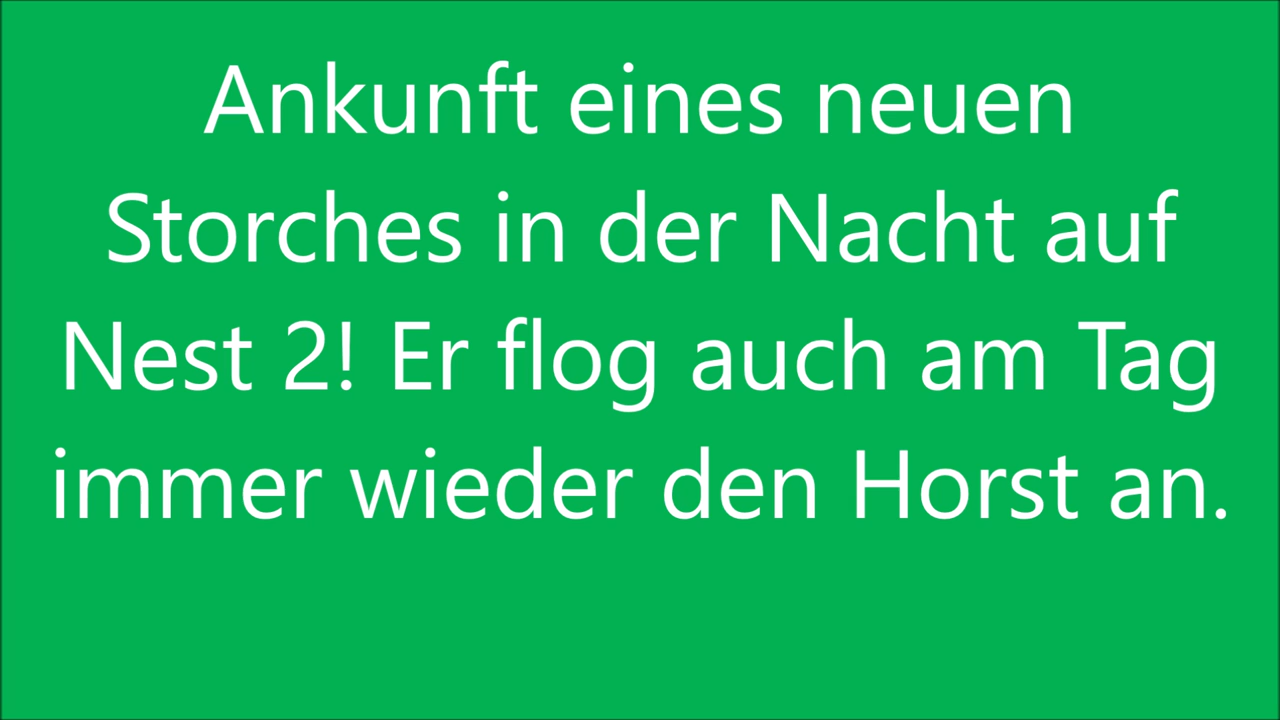 Ankunft eines neuen
Storches in der Nacht auf
Nest 2! Er flog auch am Tag
immer wieder den Horst an.